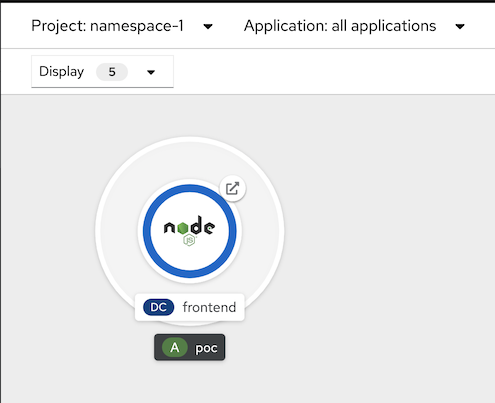 Project: namespace-1
Application: all applications
Display 5
node
JS
DC frontend
A poc